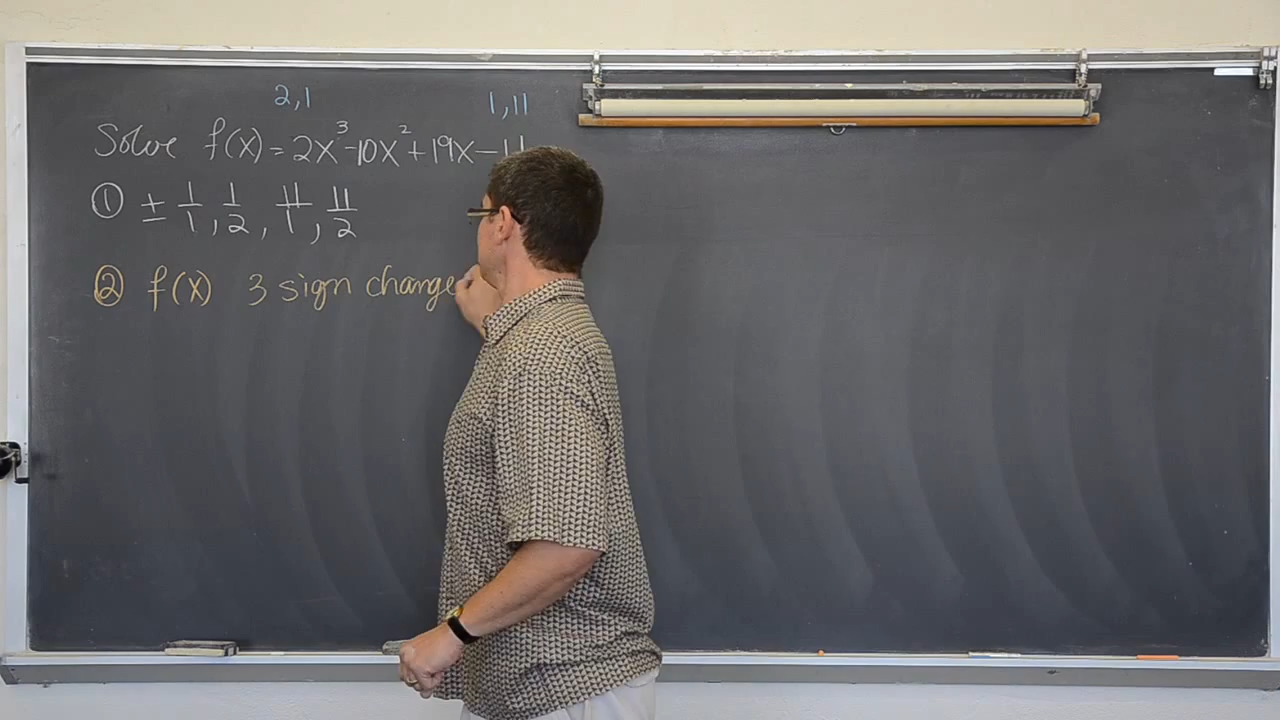 2,1 1,11
Solve f(x)=2x³-10x²+19x-11
① ± 1/1, 1/2, 11/1, 11/2
② f(x) 3 sign change